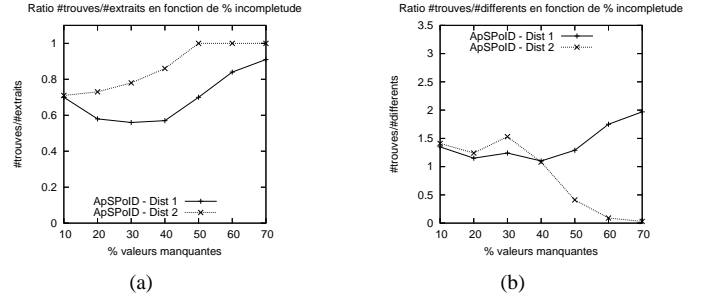 Ratio #trouves/#extraits en fonction de % incompletude
#trouves/#extraits
1
0.8
0.6
0.4
0.2
0
ApSPoID - Dist 1
ApSPoID - Dist 2
10 20 30 40 50 60 70
% valeurs manquantes
(a)
Ratio #trouves/#differents en fonction de % incompletude
#trouves/#differents
3.5
3
2.5
2
1.5
1
0.5
0
ApSPoID - Dist 1
ApSPoID - Dist 2
10 20 30 40 50 60 70
% valeurs manquantes
(b)